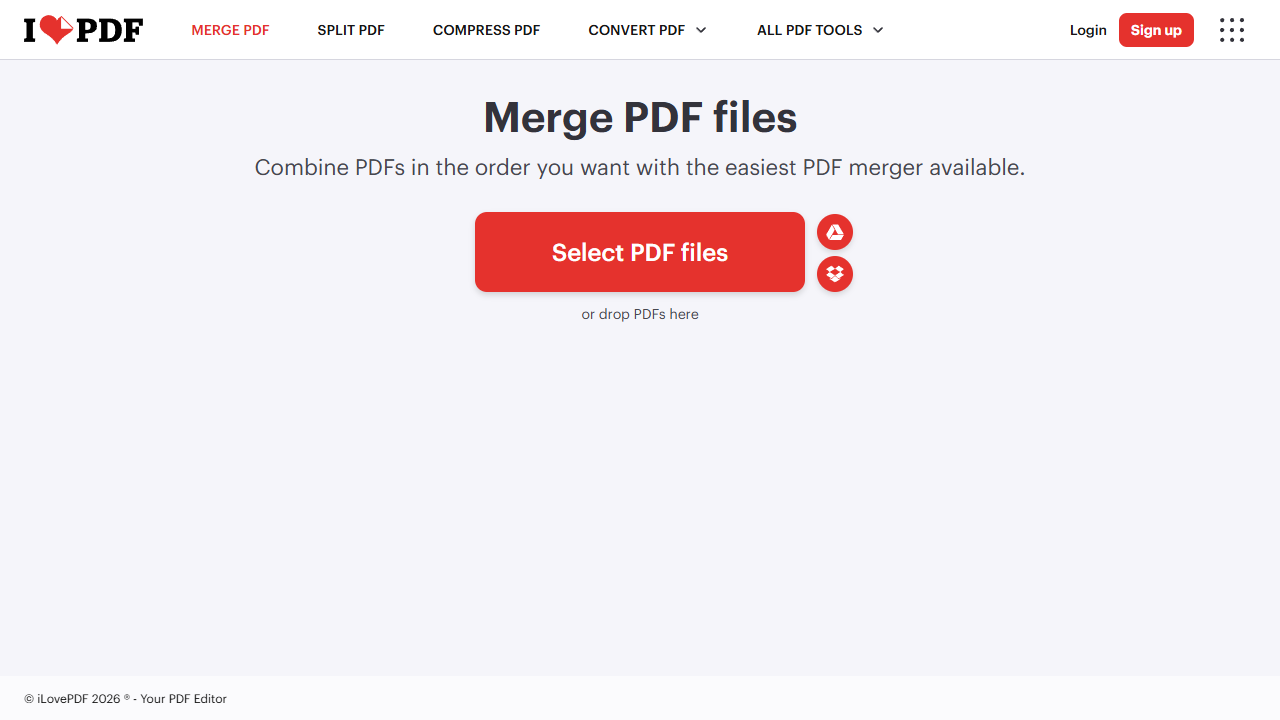 I PDF
MERGE PDF
SPLIT PDF
COMPRESS PDF
CONVERT PDF
ALL PDF TOOLS
Login
Sign up
Merge PDF files
Combine PDFs in the order you want with the easiest PDF merger available.
Select PDF files
or drop PDFs here
© iLovePDF 2026 ® - Your PDF Editor